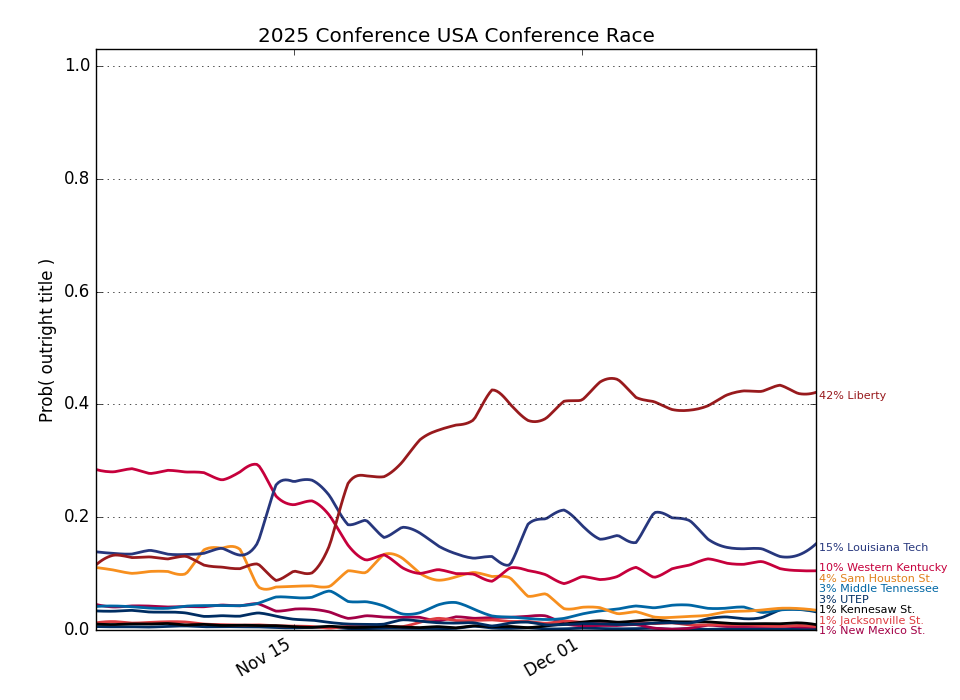 2025 Conference USA Conference Race
Prob( outright title )
1.0
0.8
0.6
0.4
0.2
0.0
Nov 15
Dec 01
42% Liberty
15% Louisiana Tech
10% Western Kentucky
4% Sam Houston St.
3% Middle Tennessee
3% UTEP
1% Kennesaw St.
1% Jacksonville St.
1% New Mexico St.